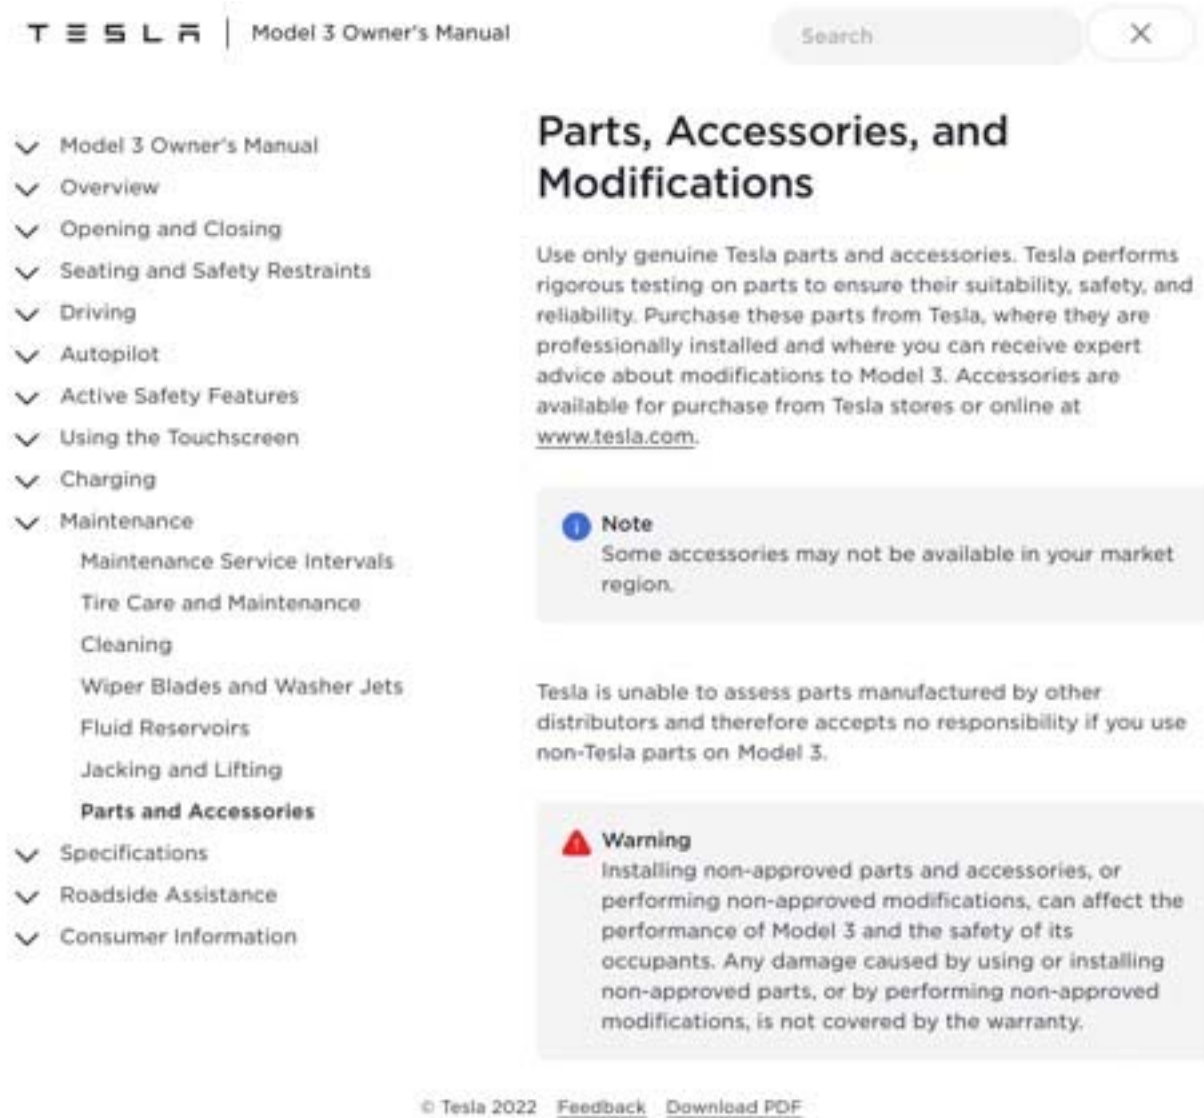 TESLA
Model 3 Owner's Manual
Search
Model 3 Owner's Manual
Overview
Opening and Closing
Seating and Safety Restraints
Driving
Autopilot
Active Safety Features
Using the Touchscreen
Charging
Maintenance
Maintenance Service Intervals
Tire Care and Maintenance
Cleaning
Wiper Blades and Washer Jets
Fluid Reservoirs
Jacking and Lifting
Parts and Accessories
Specifications
Roadside Assistance
Consumer Information
Parts, Accessories, and
Modifications
Use only genuine Tesla parts and accessories. Tesla performs
rigorous testing on parts to ensure their suitability, safety, and
reliability. Purchase these parts from Tesla, where they are
professionally installed and where you can receive expert
advice about modifications to Model 3. Accessories are
available for purchase from Tesla stores or online at
www.tesla.com.
Note
Some accessories may not be available in your market
region.
Tesla is unable to assess parts manufactured by other
distributors and therefore accepts no responsibility if you use
non-Tesla parts on Model 3.
Warning
Installing non-approved parts and accessories, or
performing non-approved modifications, can affect the
performance of Model 3 and the safety of its
occupants. Any damage caused by using or installing
non-approved parts, or by performing non-approved
modifications, is not covered by the warranty.
© Tesla 2022 Feedback Download PDF